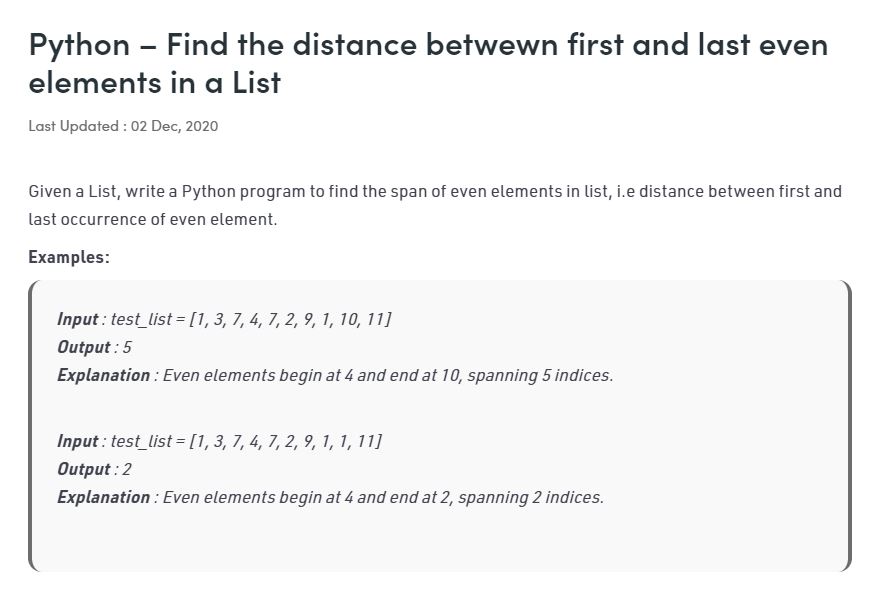 Python – Find the distance betwewn first and last even
elements in a List
Last Updated : 02 Dec, 2020
Given a List, write a Python program to find the span of even elements in list, i.e distance between first and
last occurrence of even element.
Examples:
Input : test_list = [1, 3, 7, 4, 7, 2, 9, 1, 10, 11]
Output : 5
Explanation : Even elements begin at 4 and end at 10, spanning 5 indices.
Input : test_list = [1, 3, 7, 4, 7, 2, 9, 1, 1, 11]
Output : 2
Explanation : Even elements begin at 4 and end at 2, spanning 2 indices.